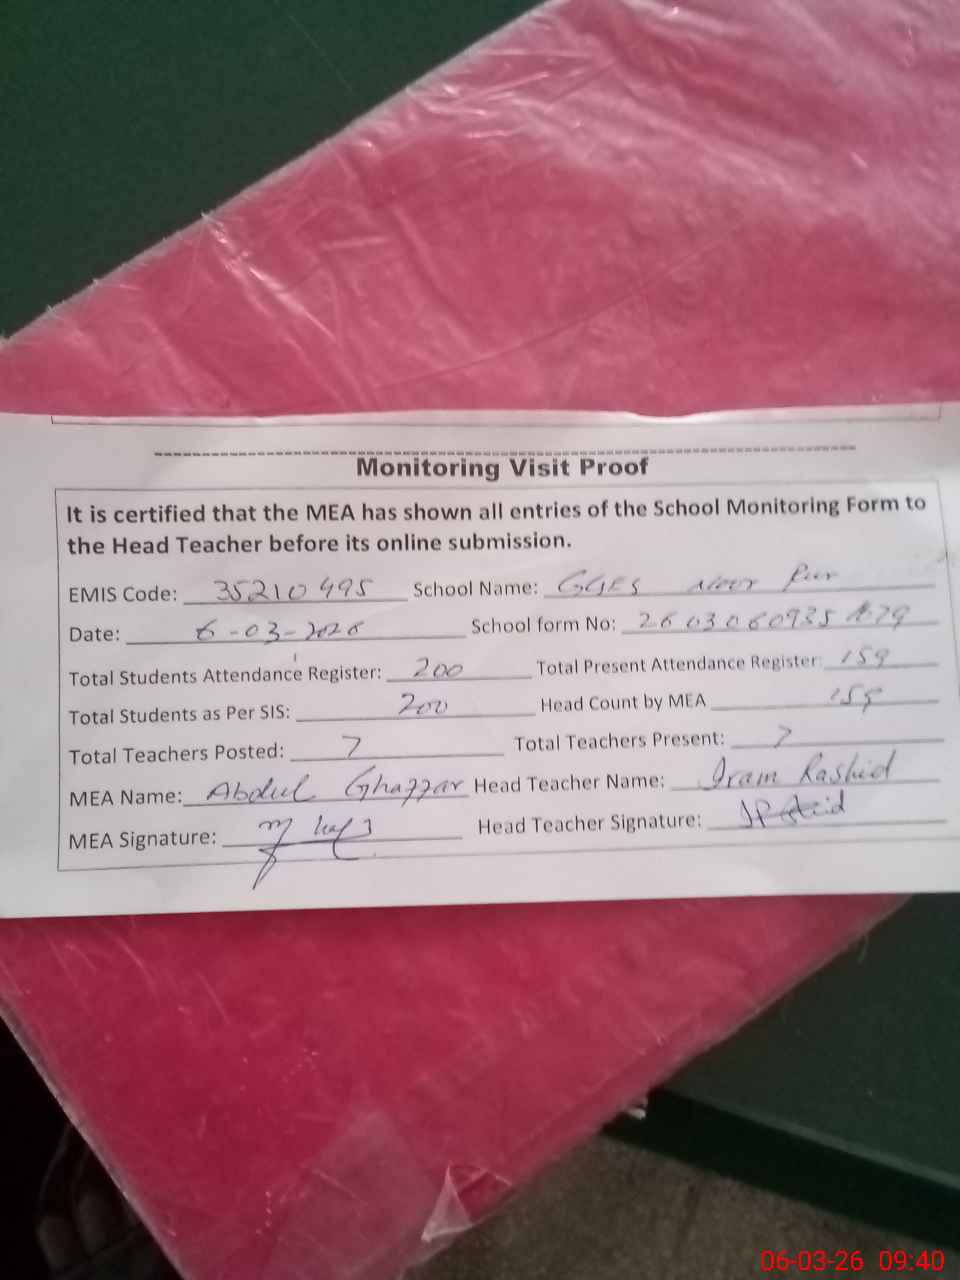 Monitoring Visit Proof
It is certified that the MEA has shown all entries of the School Monitoring Form to
the Head Teacher before its online submission.
EMIS Code: 35210495 School Name: GGES Noor Pur
Date: 6-03-2026 School form No: 2603060935
Total Students Attendance Register: 200 Total Present Attendance Register: 159
Total Students as Per SIS: 200 Head Count by MEA 159
Total Teachers Posted: 7 Total Teachers Present: 7
MEA Name: Abdul Ghaffar Head Teacher Name: Iram Rashid
MEA Signature: Head Teacher Signature:
06-03-26 09:40